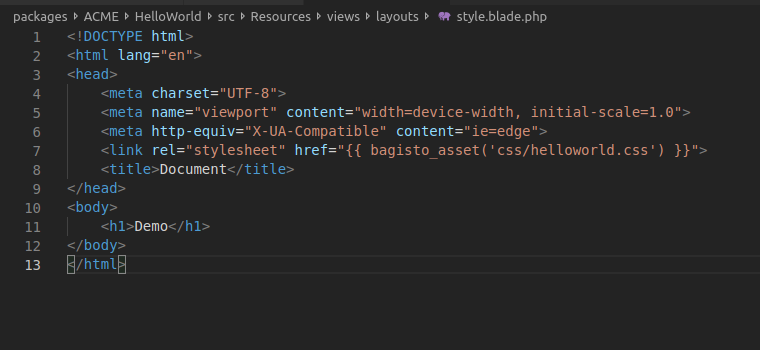 packages > ACME > HelloWorld > src > Resources > views > layouts > style.blade.php
1 <!DOCTYPE html>
2 <html lang="en">
3 <head>
4     <meta charset="UTF-8">
5     <meta name="viewport" content="width=device-width, initial-scale=1.0">
6     <meta http-equiv="X-UA-Compatible" content="ie=edge">
7     <link rel="stylesheet" href="{{ bagisto_asset('css/helloworld.css') }}">
8     <title>Document</title>
9 </head>
10 <body>
11     <h1>Demo</h1>
12 </body>
13 </html>